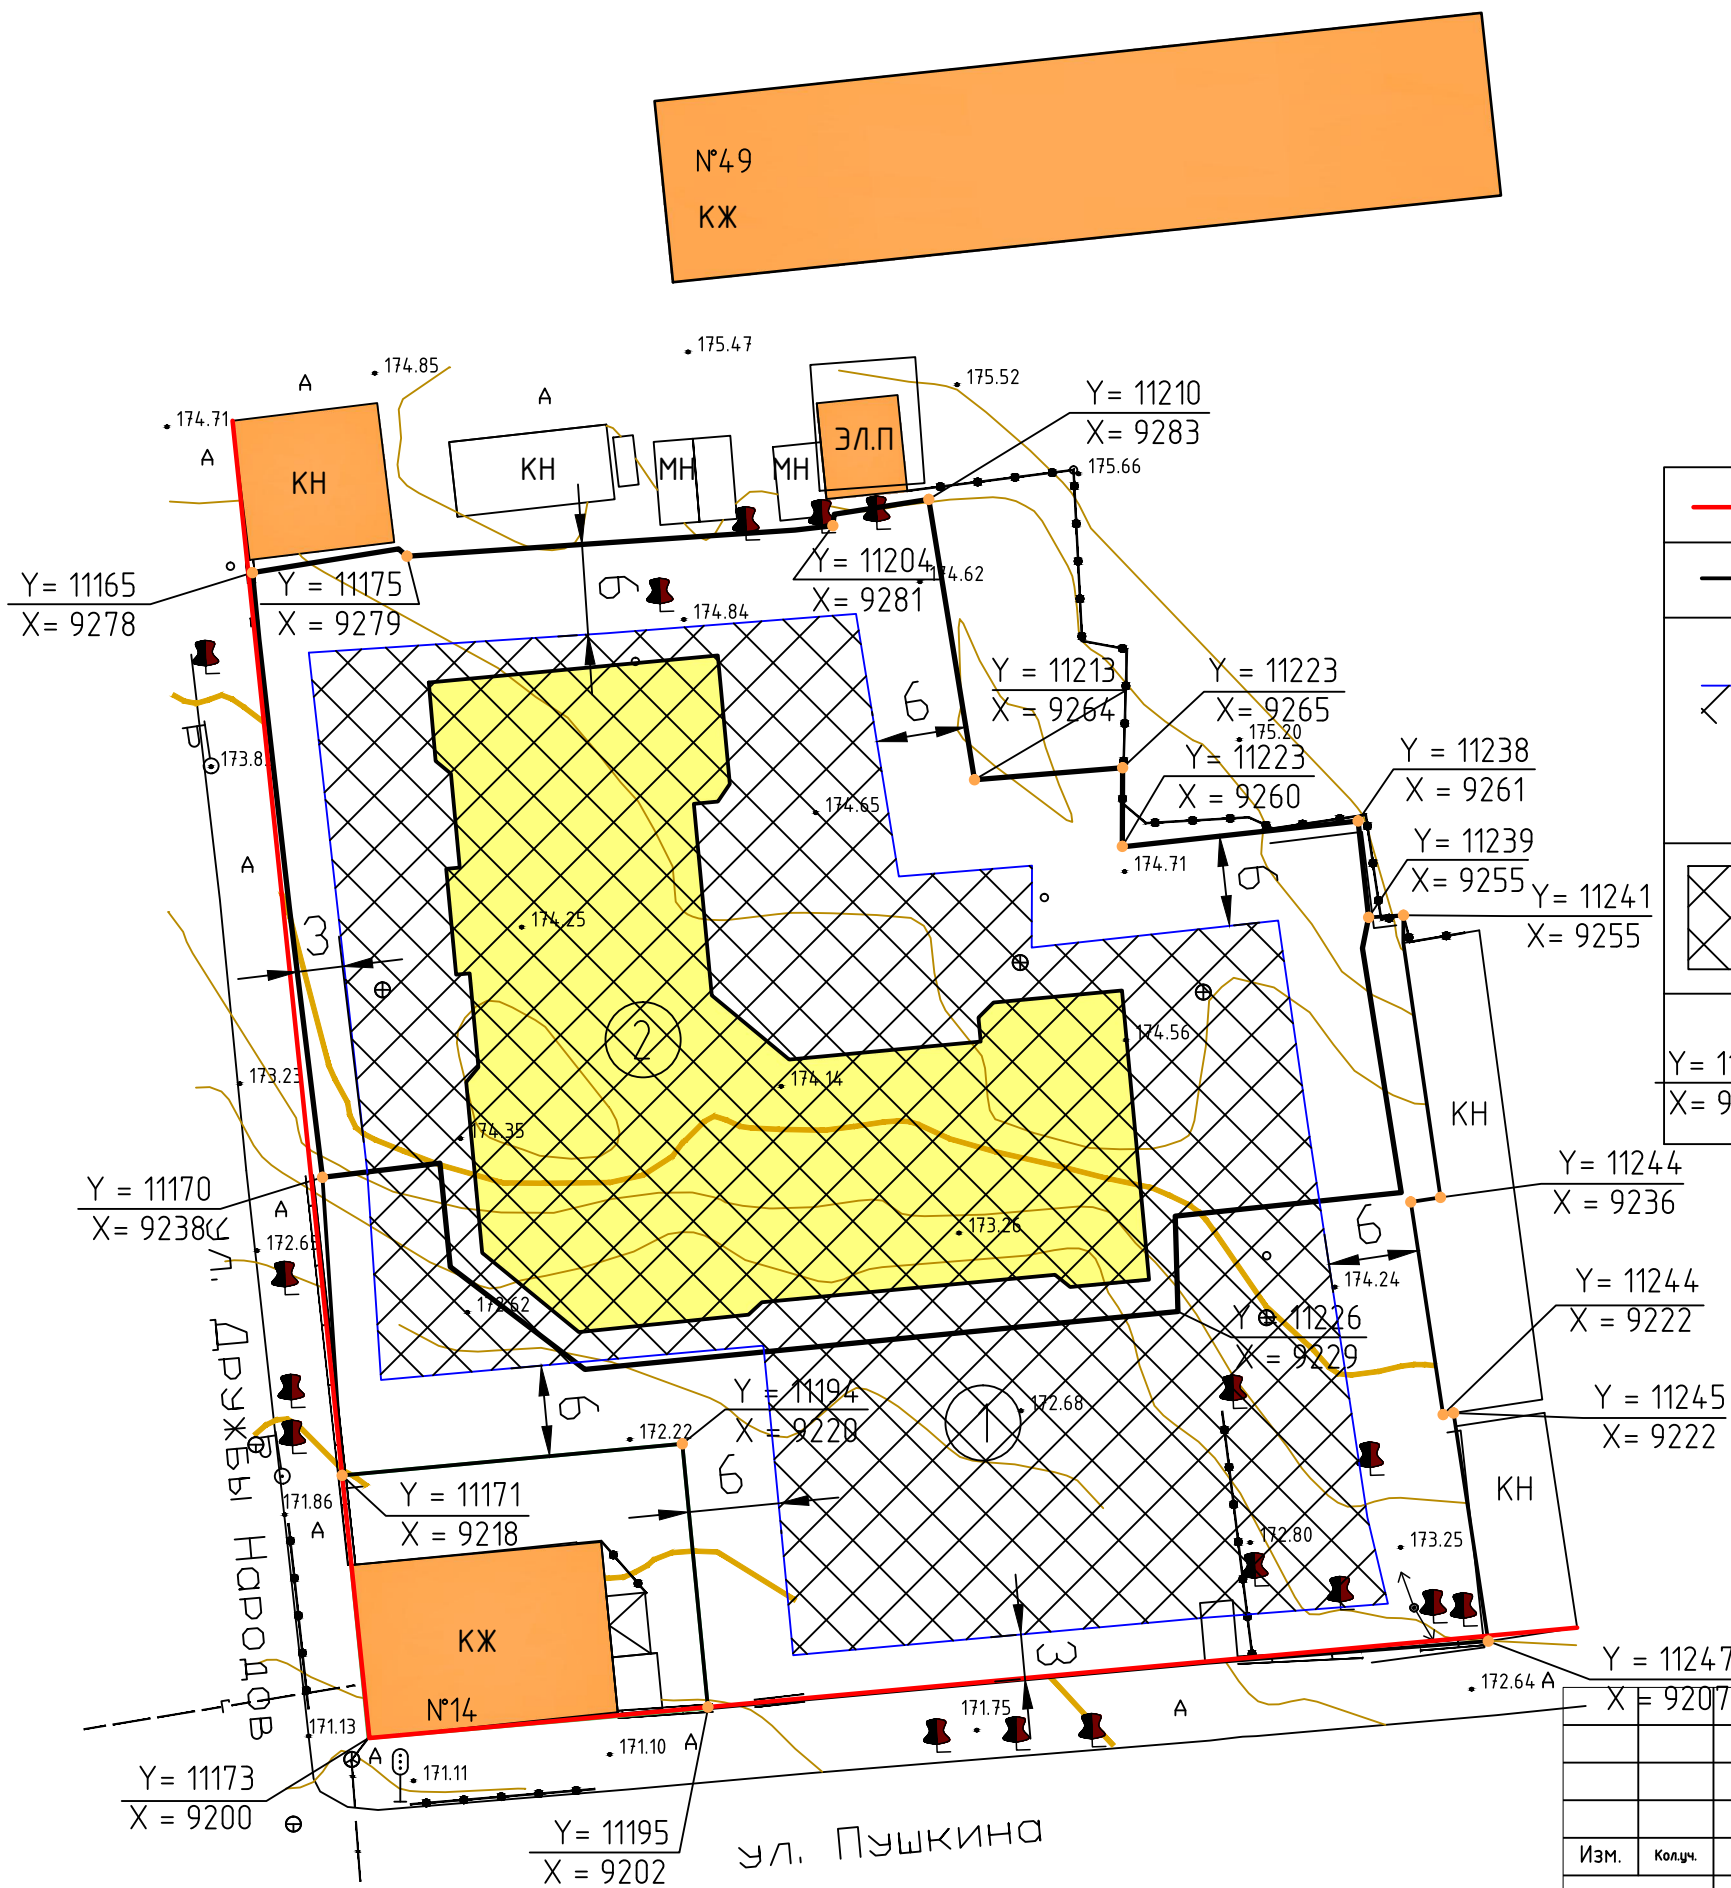 N°49
КЖ
175.47
174.85
А
А
175.52
Y= 11210
X= 9283
174.71
А
КН
КН
МН
МН
ЭЛ.П
175.66
Y= 11165
X= 9278
Y = 11175
X = 9279
6
Y= 11204
X= 9281
174.62
174.84
Y = 11213
X = 9264
Y = 11223
X= 9265
6
175.20
В
173.8
Y= 11223
X = 9260
Y = 11238
X = 9261
174.65
А
174.71
6
Y= 11239
X= 9255
Y= 11241
X= 9255
174.25
3
2
174.56
173.23
174.14
174.35
КН
Y= 11
X= 9
Y = 11170
X= 9238
А
172.65
ул. Дружбы Народов
173.26
6
Y= 11244
X = 9236
174.24
172.62
Y = 11226
X = 9229
Y= 11244
X = 9222
6
Y = 11194
X = 9220
172.68
1
172.22
Y = 11245
X= 9222
В
6
171.86
А
Y = 11171
X = 9218
КН
172.80
173.25
КЖ
N°14
3
Y = 11247
X = 9207
172.64
А
Г
171.13
А
171.75
А
А
171.10
171.11
Y= 11173
X = 9200
Y= 11195
X = 9202
ул. Пушкина
Изм.
Кол.уч.